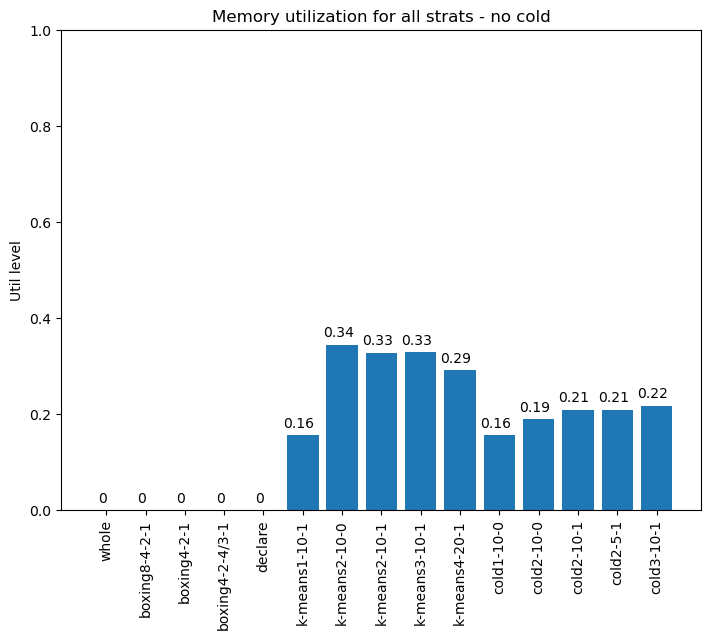 Memory utilization for all strats - no cold
Util level
1.0
0.8
0.6
0.4
0.2
0.0
0
0
0
0
0
0.16
0.34
0.33
0.33
0.29
0.16
0.19
0.21
0.21
0.22
whole
boxing8-4-2-1
boxing4-2-1
boxing4-2-4/3-1
declare
k-means1-10-1
k-means2-10-0
k-means2-10-1
k-means3-10-1
k-means4-20-1
cold1-10-0
cold2-10-0
cold2-10-1
cold2-5-1
cold3-10-1